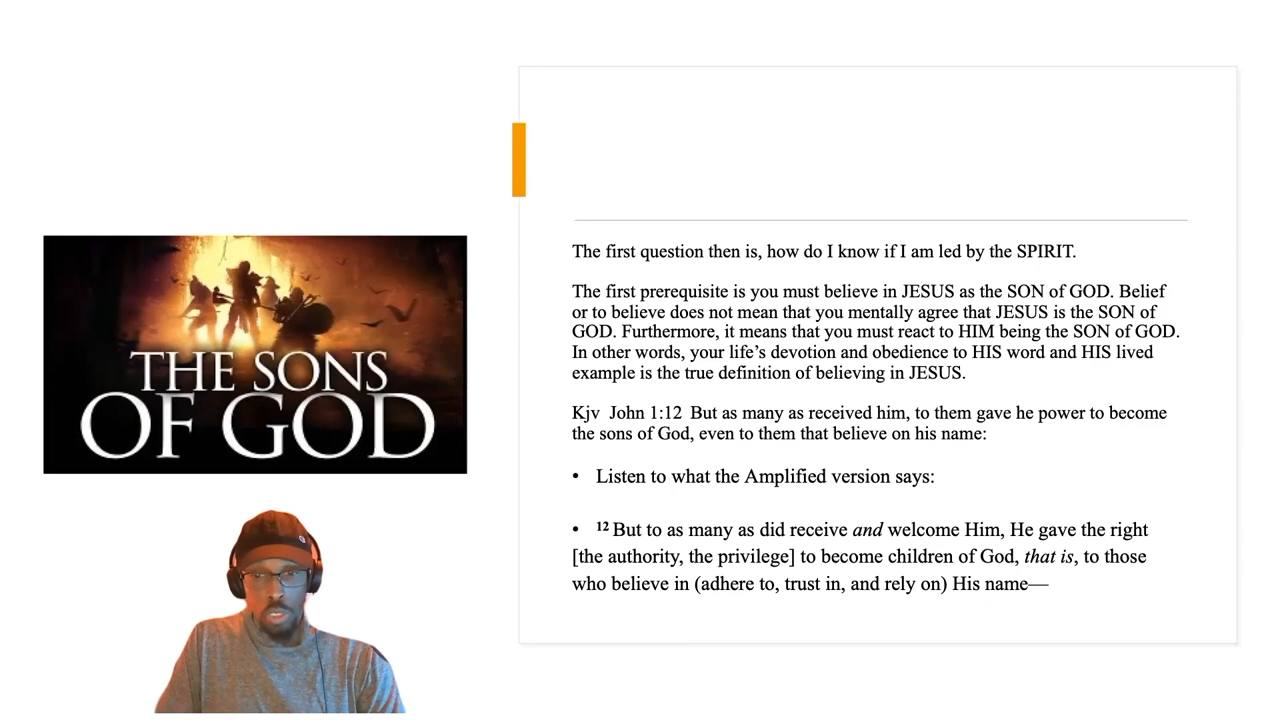 THE SONS
OF GOD
The first question then is, how do I know if I am led by the SPIRIT.
The first prerequisite is you must believe in JESUS as the SON of GOD. Belief
or to believe does not mean that you mentally agree that JESUS is the SON of
GOD. Furthermore, it means that you must react to HIM being the SON of GOD.
In other words, your life’s devotion and obedience to HIS word and HIS lived
example is the true definition of believing in JESUS.
Kjv  John 1:12  But as many as received him, to them gave he power to become
the sons of God, even to them that believe on his name:
• Listen to what the Amplified version says:
• 12 But to as many as did receive and welcome Him, He gave the right
[the authority, the privilege] to become children of God, that is, to those
who believe in (adhere to, trust in, and rely on) His name—